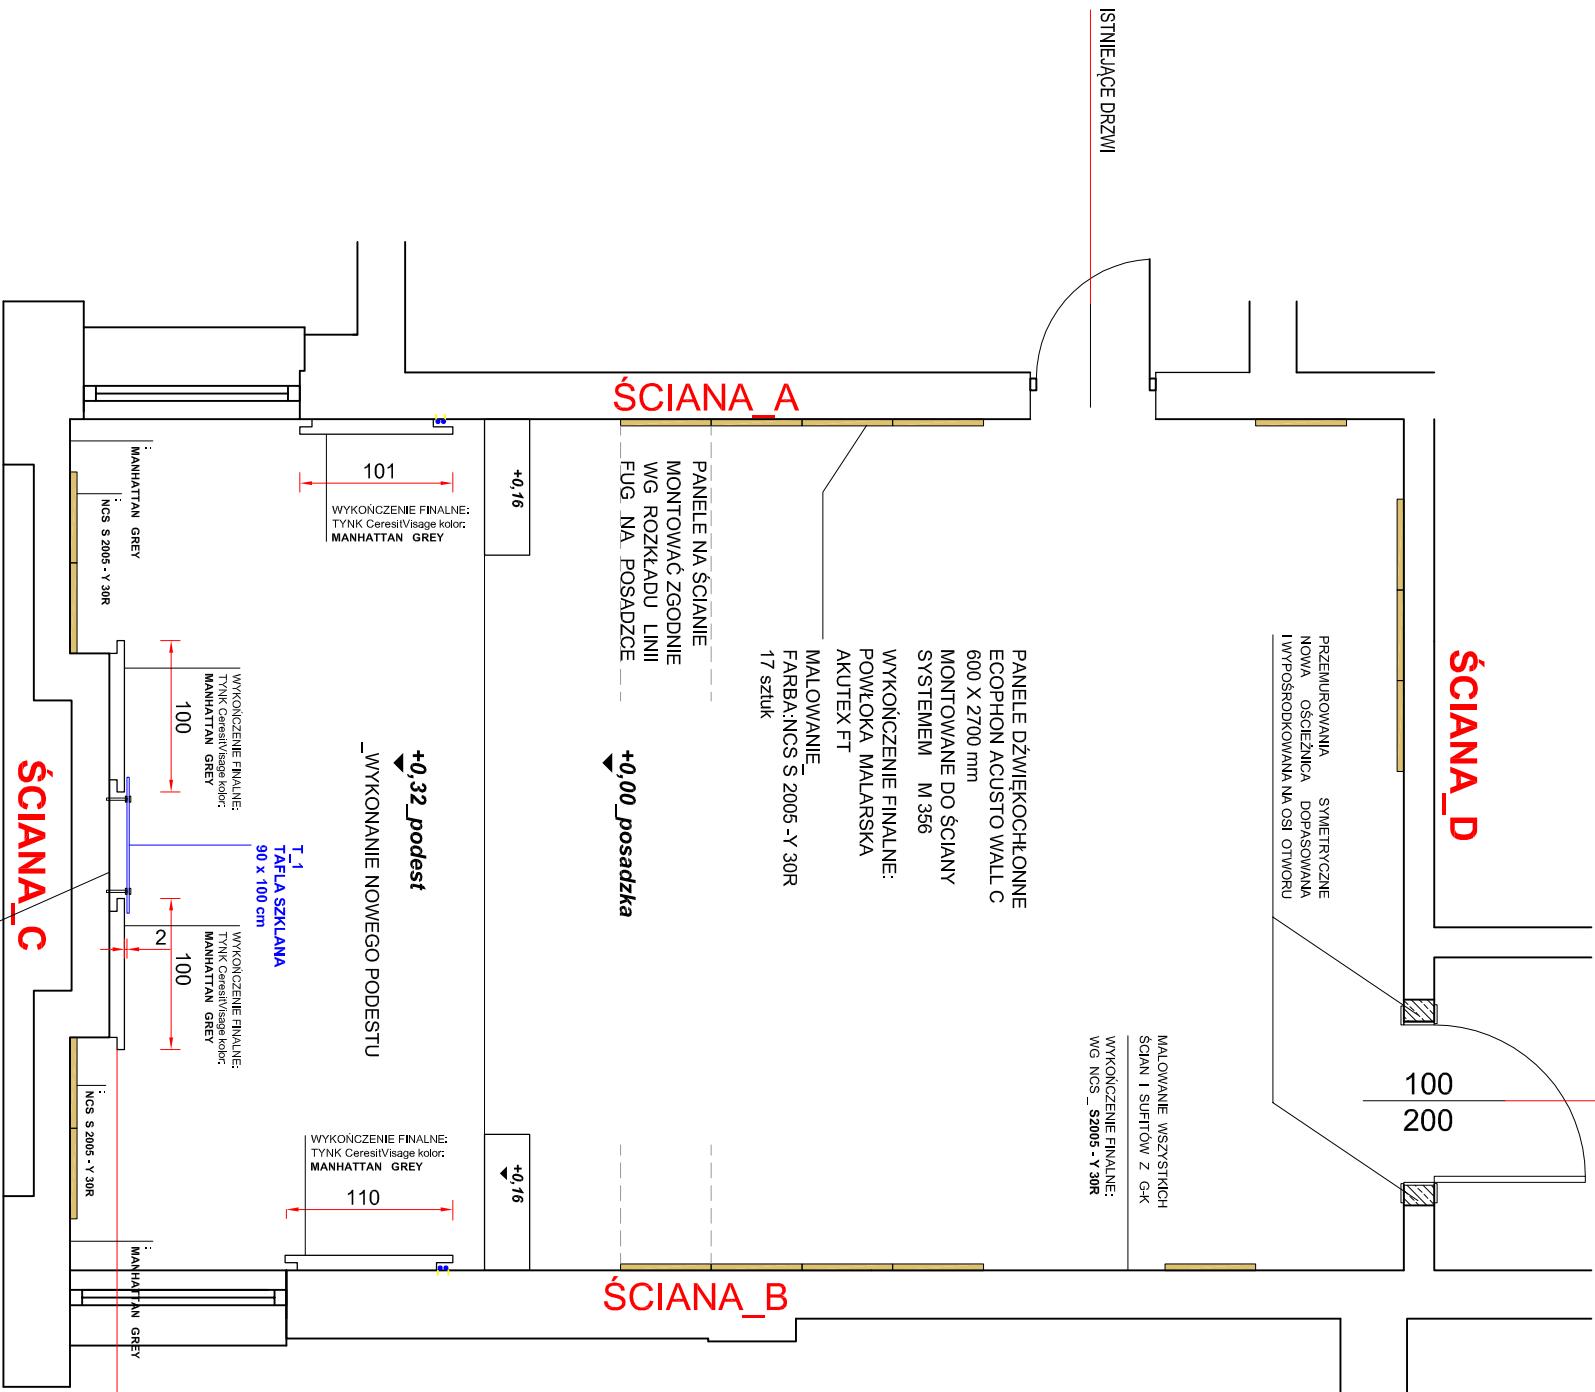 ISTNIEJĄCE DRZWI
ŚCIANA_A
ŚCIANA_D
PRZEMUROWANIA SYMETRYCZNE
NOWA OŚCIEŻNICA DOPASOWANA
I WYPOŚRODKOWANA NA OSI OTWORU
100
200
MALOWANIE WSZYSTKICH
ŚCIAN I SUFITÓW Z G-K
WYKOŃCZENIE FINALNE:
WG NCS _ S2005 - Y 30R
PANELE DŹWIĘKOCHŁONNE
ECOPHON ACUSTO WALL C
600 X 2700 mm
MONTOWANE DO ŚCIANY
SYSTEMEM M 356
WYKOŃCZENIE FINALNE:
POWŁOKA MALARSKA
AKUTEX FT
MALOWANIE_
FARBA:NCS S 2005 -Y 30R
17 sztuk
PANELE NA ŚCIANIE
MONTOWAĆ ZGODNIE
WG ROZKŁADU LINII
FUG NA POSADZCE
+0,00_posadzka
+0,16
+0,16
+0,32_podest
_WYKONANIE NOWEGO PODESTU
101
WYKOŃCZENIE FINALNE:
TYNK CeresitVisage kolor:
MANHATTAN GREY
WYKOŃCZENIE FINALNE:
TYNK CeresitVisage kolor:
MANHATTAN GREY
110
T_1
TAFLA SZKLANA
90 x 100 cm
WYKOŃCZENIE FINALNE:
TYNK CeresitVisage kolor:
MANHATTAN GREY
100
WYKOŃCZENIE FINALNE:
TYNK CeresitVisage kolor:
MANHATTAN GREY
100
2
:
MANHATTAN GREY
:
NCS S 2005 - Y 30R
:
NCS S 2005 - Y 30R
:
MANHATTAN GREY
ŚCIANA_C
ŚCIANA_B